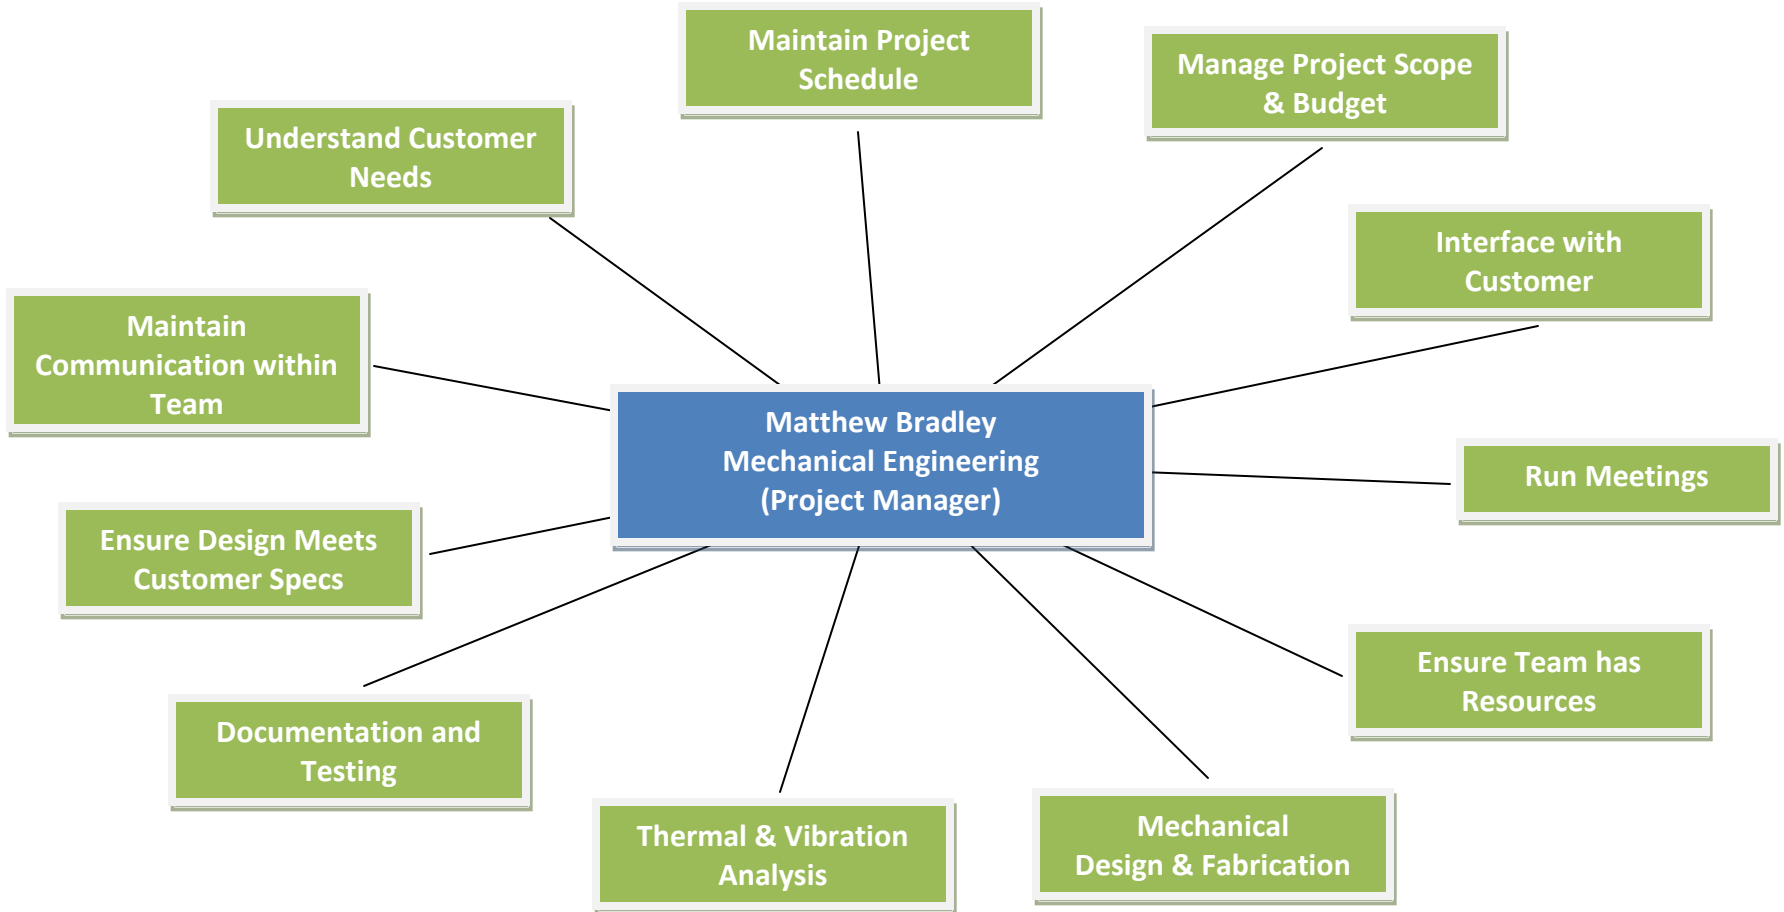 Maintain Project
Schedule
Manage Project Scope
& Budget
Understand Customer
Needs
Interface with
Customer
Maintain
Communication within
Team
Matthew Bradley
Mechanical Engineering
(Project Manager)
Run Meetings
Ensure Design Meets
Customer Specs
Ensure Team has
Resources
Documentation and
Testing
Thermal & Vibration
Analysis
Mechanical
Design & Fabrication